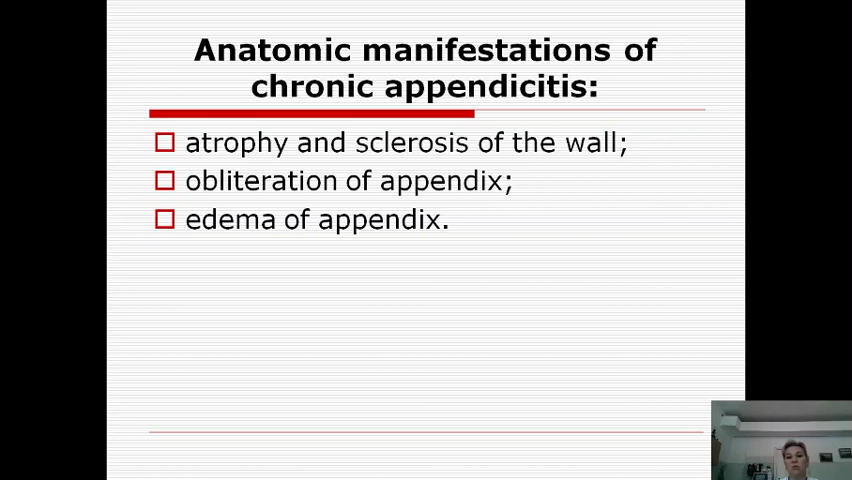 Anatomic manifestations of
chronic appendicitis:
atrophy and sclerosis of the wall;
obliteration of appendix;
edema of appendix.